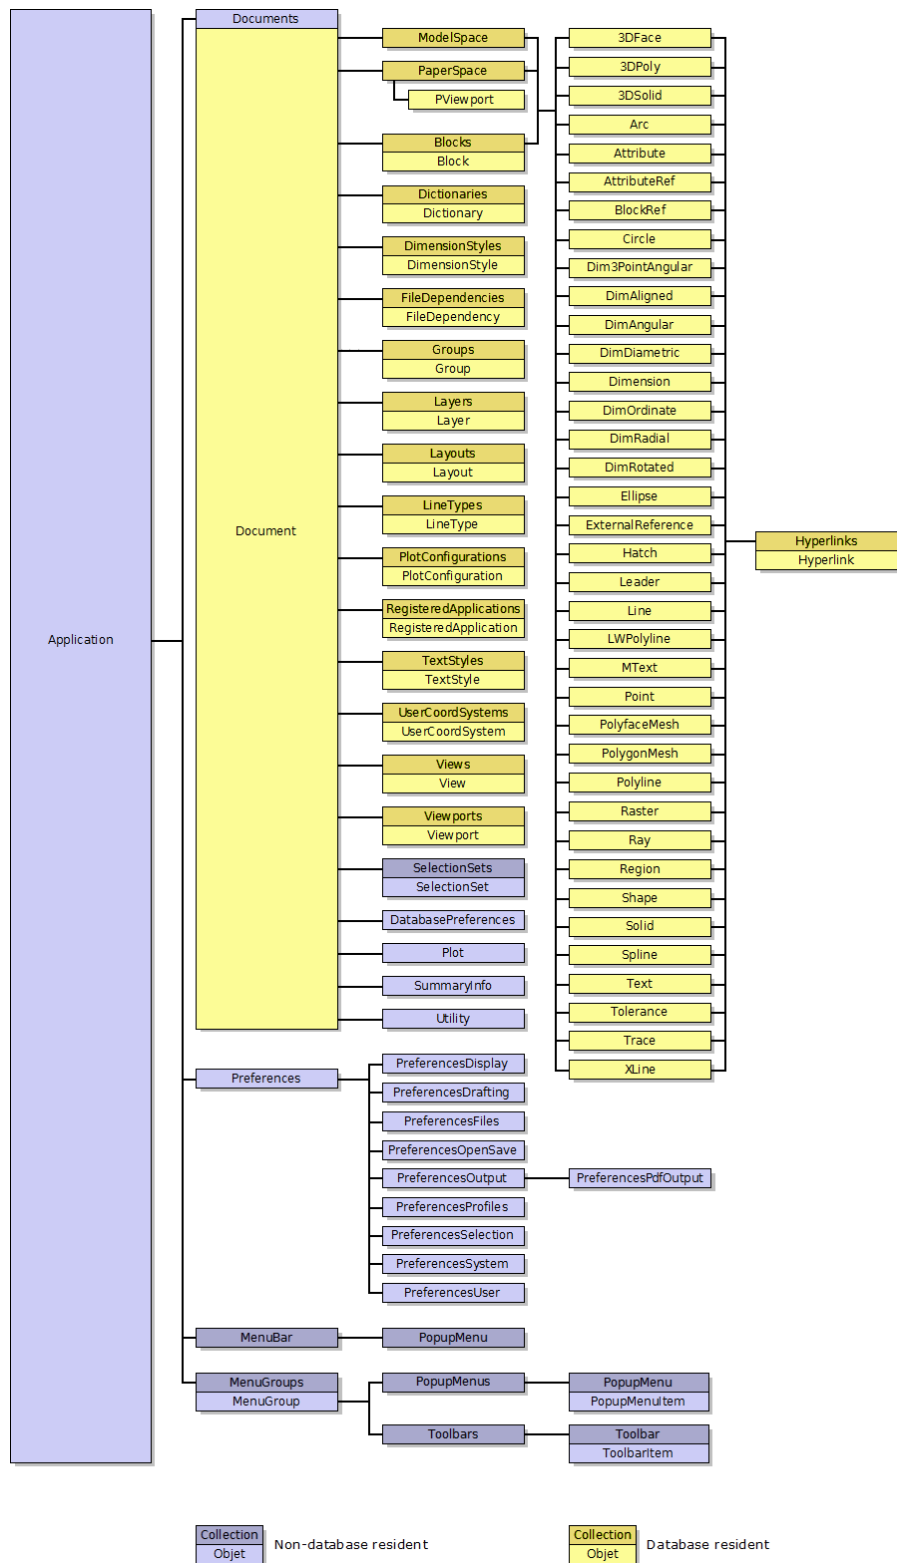 Application
Documents
Document
ModelSpace
PaperSpace
PViewport
Blocks
Block
Dictionaries
Dictionary
DimensionStyles
DimensionStyle
FileDependencies
FileDependency
Groups
Group
Layers
Layer
Layouts
Layout
LineTypes
LineType
PlotConfigurations
PlotConfiguration
RegisteredApplications
RegisteredApplication
TextStyles
TextStyle
UserCoordSystems
UserCoordSystem
Views
View
Viewports
Viewport
SelectionSets
SelectionSet
DatabasePreferences
Plot
SummaryInfo
Utility
3DFace
3DPoly
3DSolid
Arc
Attribute
AttributeRef
BlockRef
Circle
Dim3PointAngular
DimAligned
DimAngular
DimDiametric
Dimension
DimOrdinate
DimRadial
DimRotated
Ellipse
ExternalReference
Hatch
Leader
Line
LWPolyline
MText
Point
PolyfaceMesh
PolygonMesh
Polyline
Raster
Ray
Region
Shape
Solid
Spline
Text
Tolerance
Trace
XLine
Hyperlinks
Hyperlink
Preferences
PreferencesDisplay
PreferencesDrafting
PreferencesFiles
PreferencesOpenSave
PreferencesOutput
PreferencesPdfOutput
PreferencesProfiles
PreferencesSelection
PreferencesSystem
PreferencesUser
MenuBar
PopupMenu
MenuGroups
MenuGroup
PopupMenus
PopupMenu
PopupMenuItem
Toolbars
Toolbar
ToolbarItem
Collection
Objet
Non-database resident
Collection
Objet
Database resident